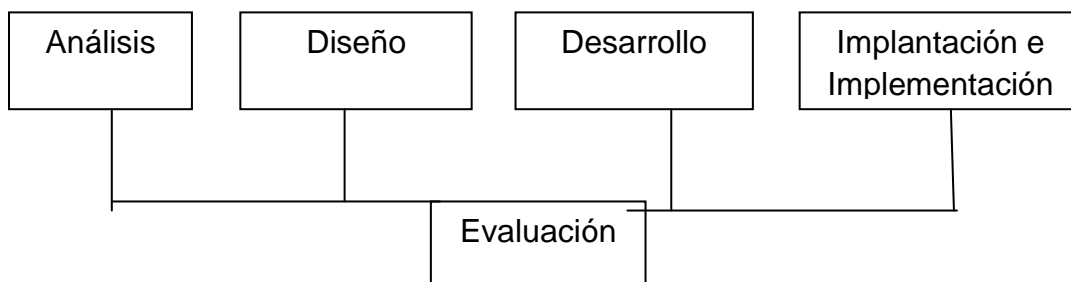 Análisis
Diseño
Desarrollo
Implantación e
Implementación
Evaluación